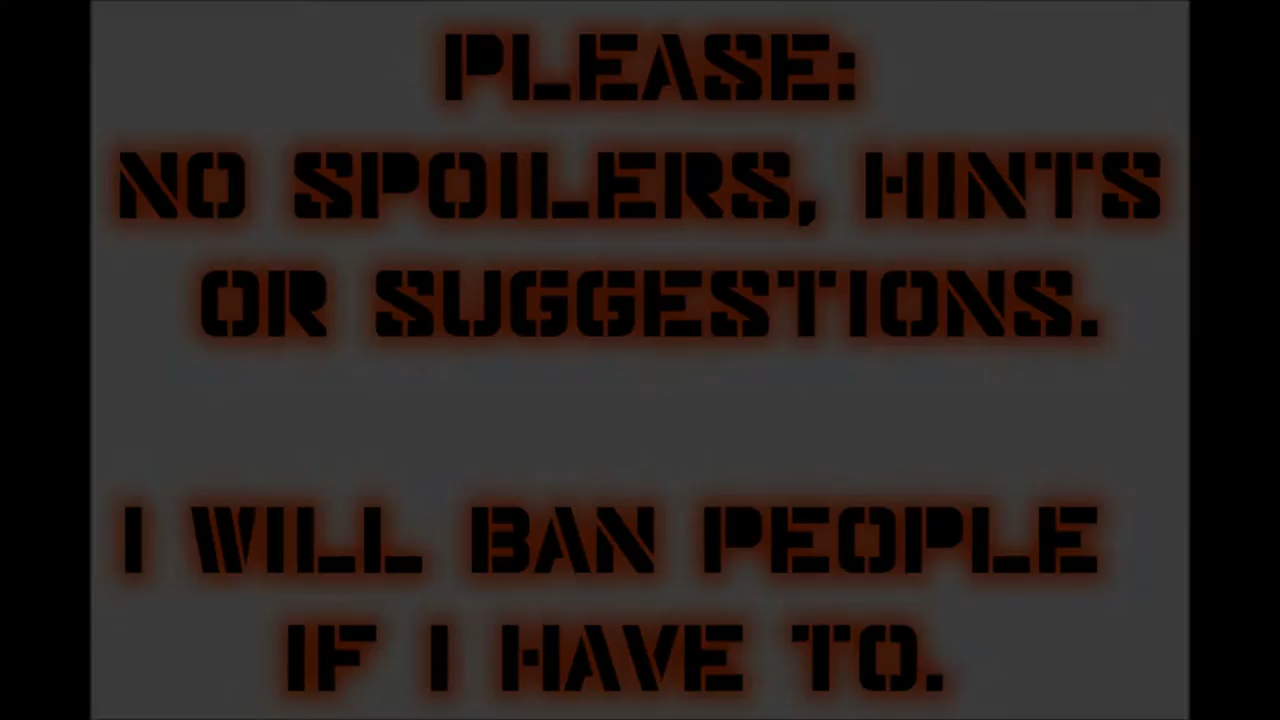 PLEASE:
NO SPOILERS, HINTS
OR SUGGESTIONS.
I WILL BAN PEOPLE
IF I HAVE TO.